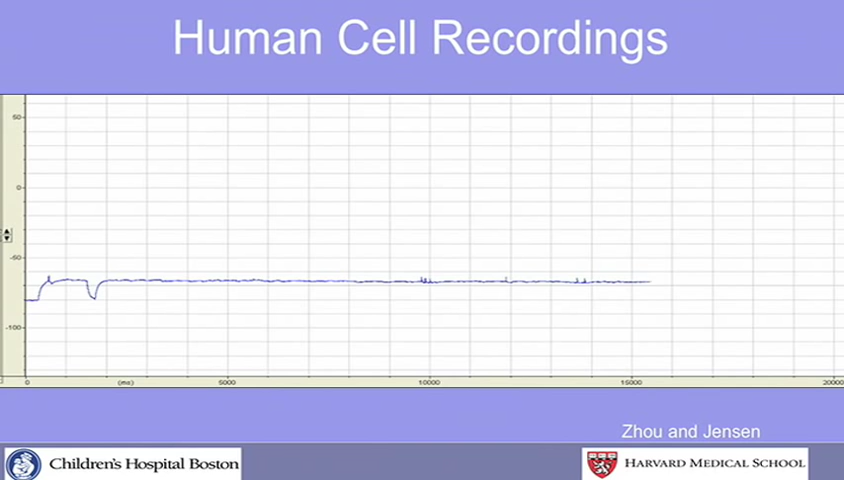 Human Cell Recordings
50
0
-50
-100
0 (ms) 5000 10000 15000 20000
Zhou and Jensen
Children's Hospital Boston
HARVARD MEDICAL SCHOOL